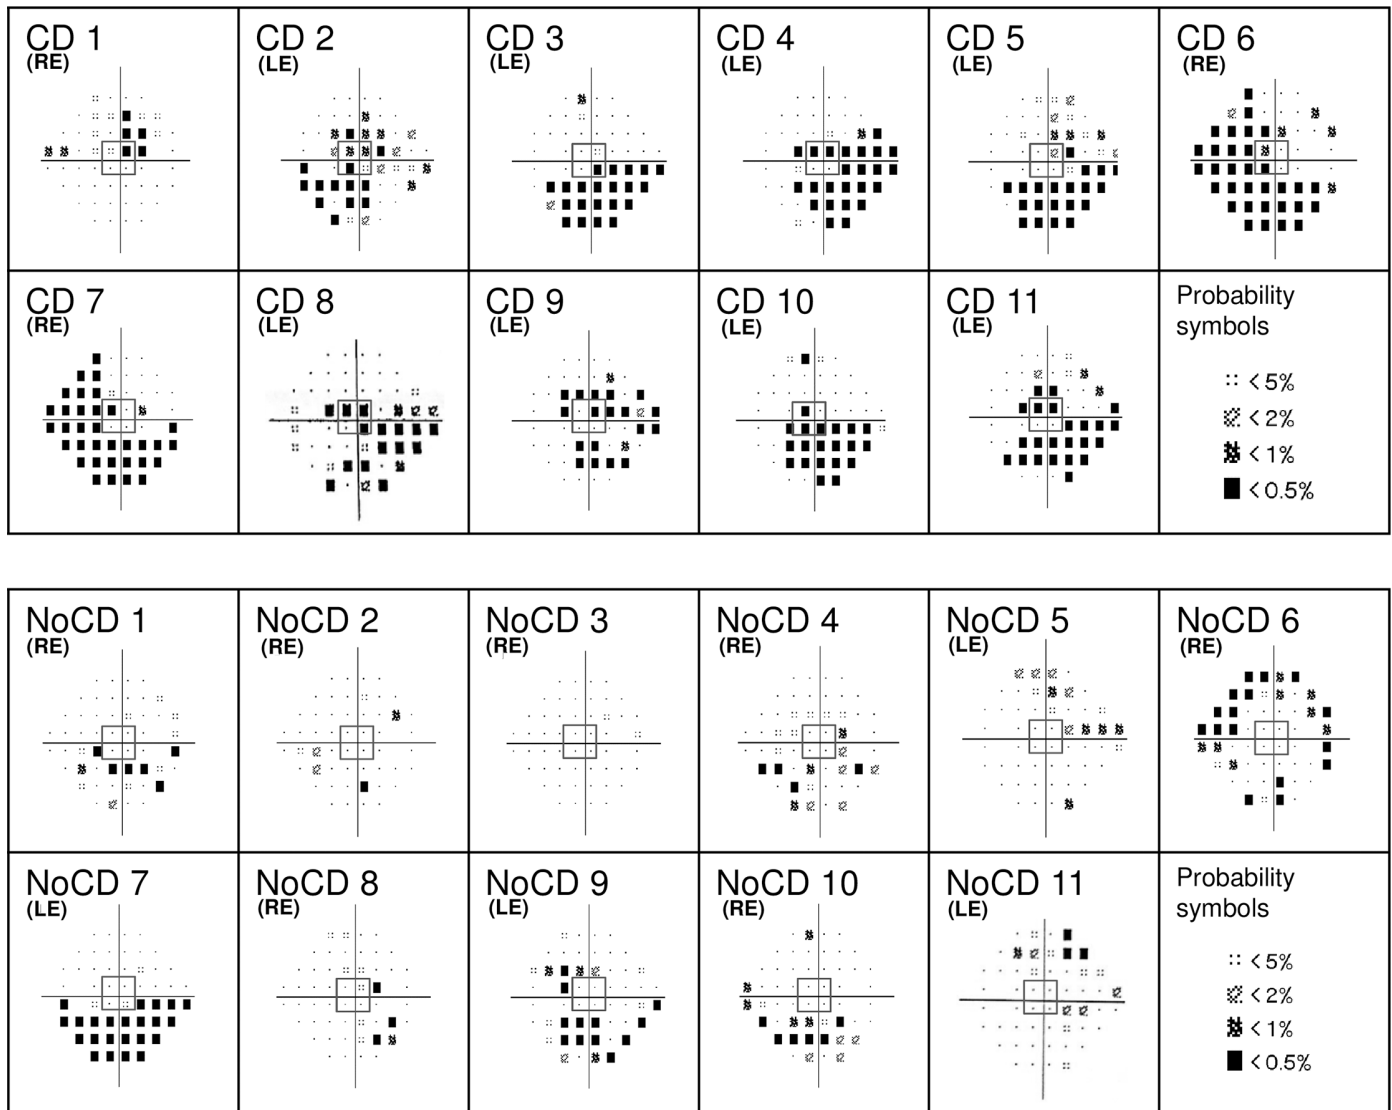 CD 1
(RE)
CD 2
(LE)
CD 3
(LE)
CD 4
(LE)
CD 5
(LE)
CD 6
(RE)
CD 7
(RE)
CD 8
(LE)
CD 9
(LE)
CD 10
(LE)
CD 11
(LE)
Probability
symbols
<5%
<2%
<1%
<0.5%
NoCD 1
(RE)
NoCD 2
(RE)
NoCD 3
(RE)
NoCD 4
(RE)
NoCD 5
(LE)
NoCD 6
(RE)
NoCD 7
(LE)
NoCD 8
(RE)
NoCD 9
(LE)
NoCD 10
(RE)
NoCD 11
(LE)
Probability
symbols
<5%
<2%
<1%
<0.5%